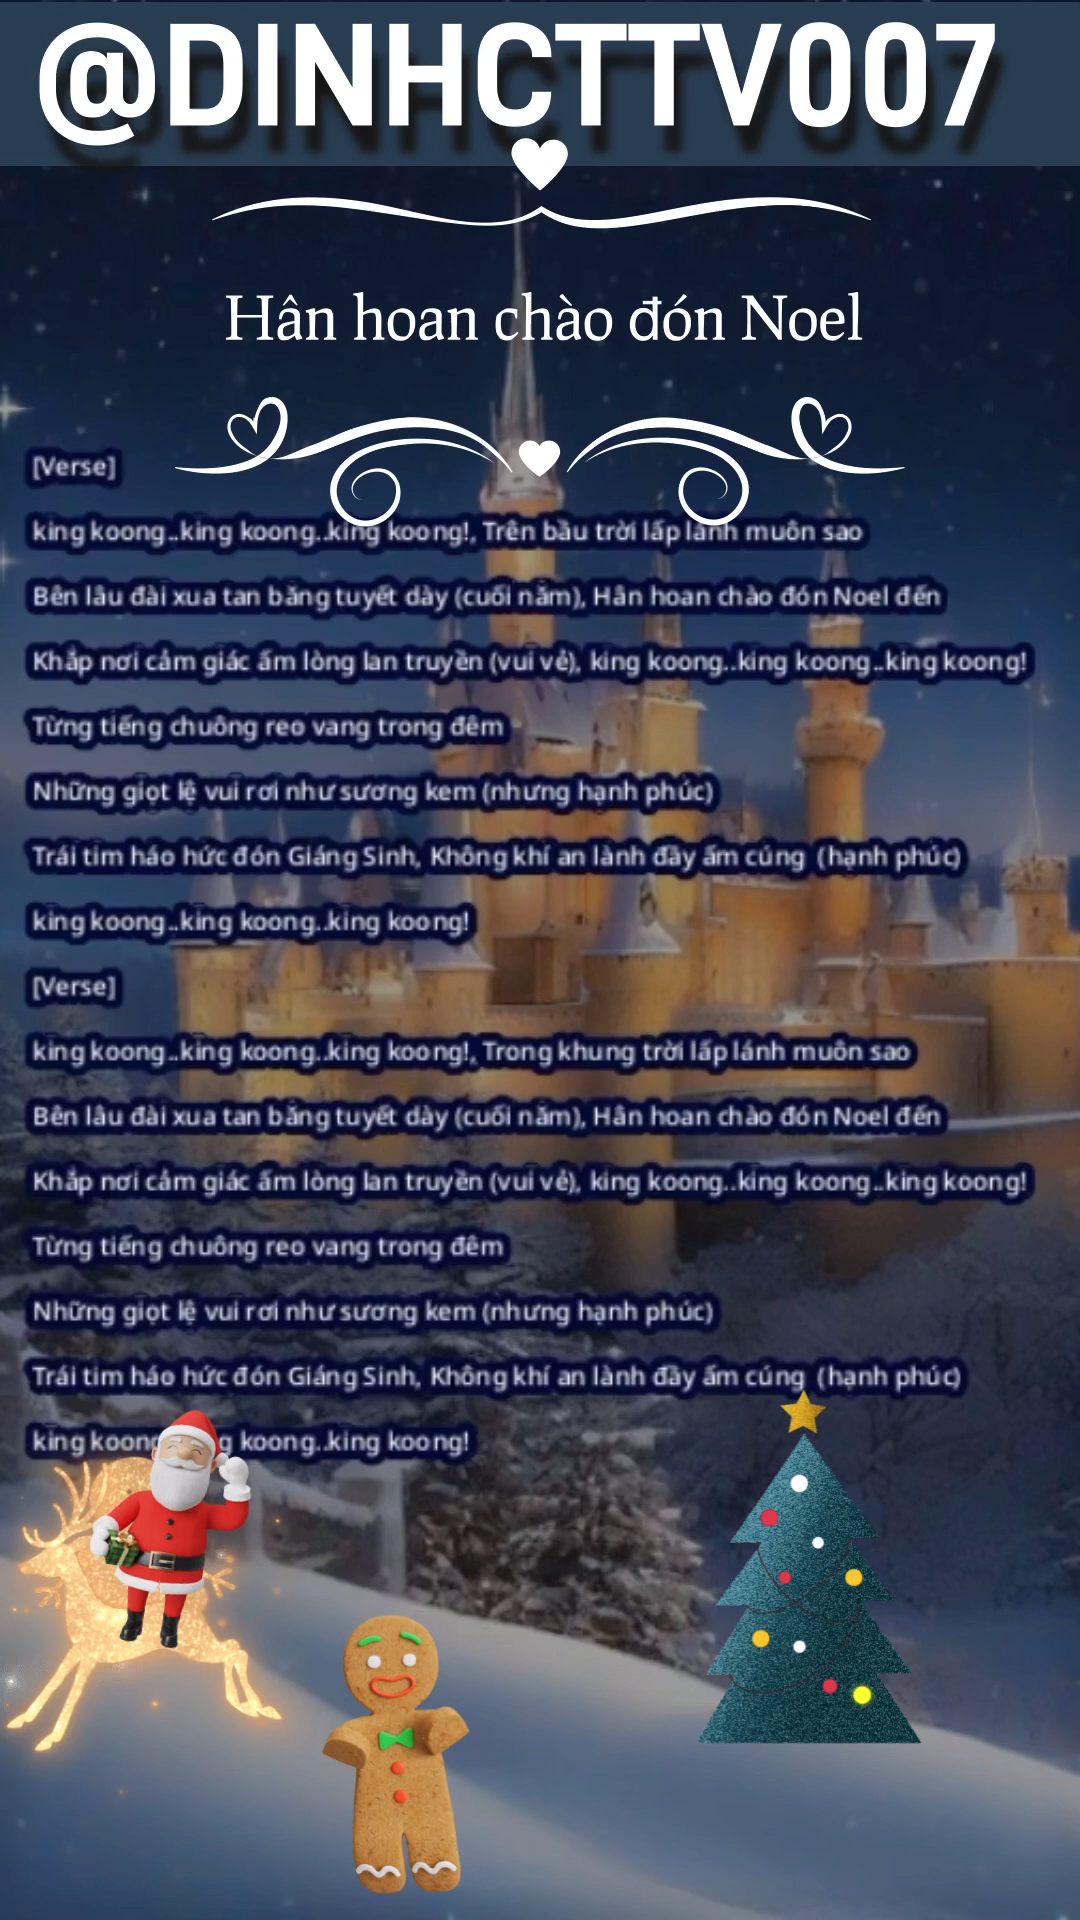 @DINHCTTV007
Hân hoan chào đón Noel
[Verse]
king koong..king koong..king koong!, Trên bầu trời lấp lánh muôn sao
Bên lâu đài xua tan băng tuyết dày (cuối năm), Hân hoan chào đón Noel đến
Khắp nơi cảm giác ấm lòng lan truyền (vui vẻ), king koong..king koong..king koong!
Từng tiếng chuông reo vang trong đêm
Những giọt lệ vui rơi như sương kem (nhưng hạnh phúc)
Trái tim háo hức đón Giáng Sinh, Không khí an lành đầy ấm cúng (hạnh phúc)
king koong..king koong..king koong!
[Verse]
king koong..king koong..king koong!, Trong khung trời lấp lánh muôn sao
Bên lâu đài xua tan băng tuyết dày (cuối năm), Hân hoan chào đón Noel đến
Khắp nơi cảm giác ấm lòng lan truyền (vui vẻ), king koong..king koong..king koong!
Từng tiếng chuông reo vang trong đêm
Những giọt lệ vui rơi như sương kem (nhưng hạnh phúc)
Trái tim háo hức đón Giáng Sinh, Không khí an lành đầy ấm cúng (hạnh phúc)
king koong koong..king koong!